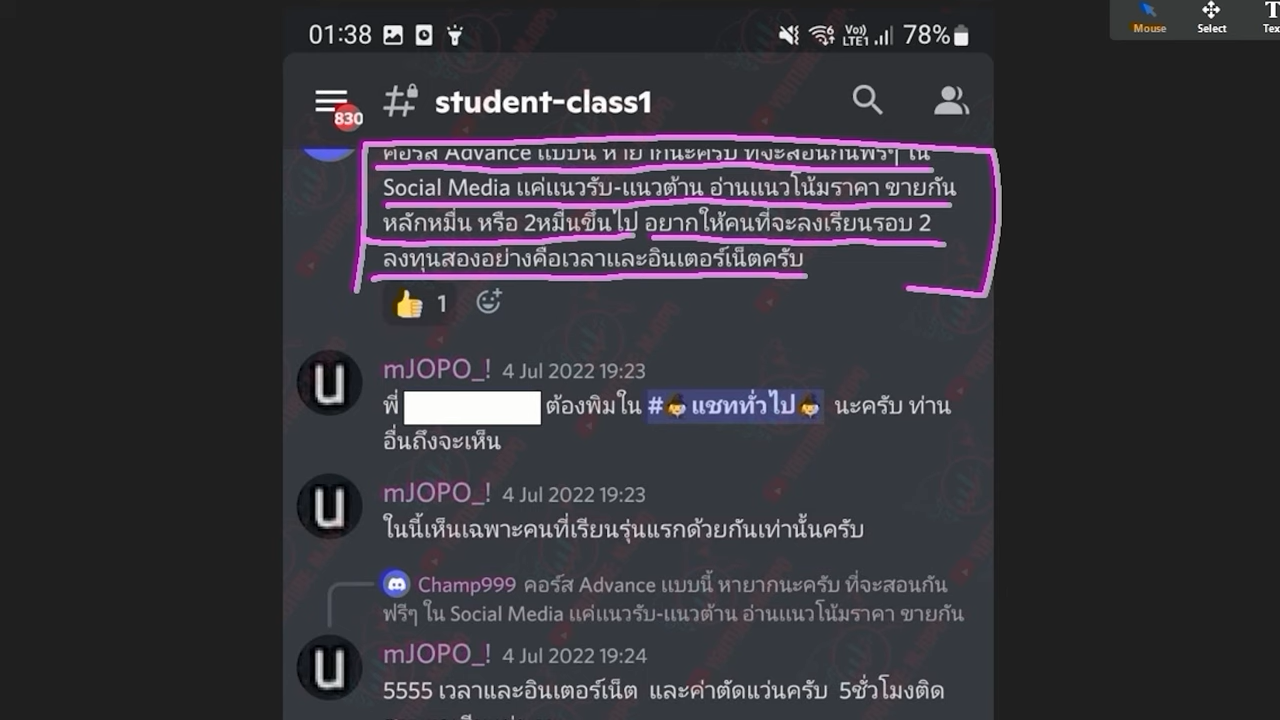 Mouse Select
01:38 Vo)) LTE1 78%
830 # student-class1
คอร์ส Advance แบบนี้ หายากนะครับ ที่จะสอนกันฟรีๆ ใน
Social Media แค่แนวรับ-แนวต้าน อ่านแนวโน้มราคา ขายกัน
หลักหมื่น หรือ 2หมื่นขึ้นไป อยากให้คนที่จะลงเรียนรอบ 2
ลงทุนสองอย่างคือเวลาและอินเตอร์เน็ตครับ
👍 1
mJOPO_! 4 Jul 2022 19:23
พี่ ต้องพิมใน #แชททั่วไป นะครับ ท่าน
อื่นถึงจะเห็น
mJOPO_! 4 Jul 2022 19:23
ในนี้เห็นเฉพาะคนที่เรียนรุ่นแรกด้วยกันเท่านั้นครับ
Champ999 คอร์ส Advance แบบนี้ หายากนะครับ ที่จะสอนกัน
ฟรีๆ ใน Social Media แค่แนวรับ-แนวต้าน อ่านแนวโน้มราคา ขายกัน
mJOPO_! 4 Jul 2022 19:24
5555 เวลาและอินเตอร์เน็ต และค่าตัดแว่นครับ 5ชั่วโมงติด